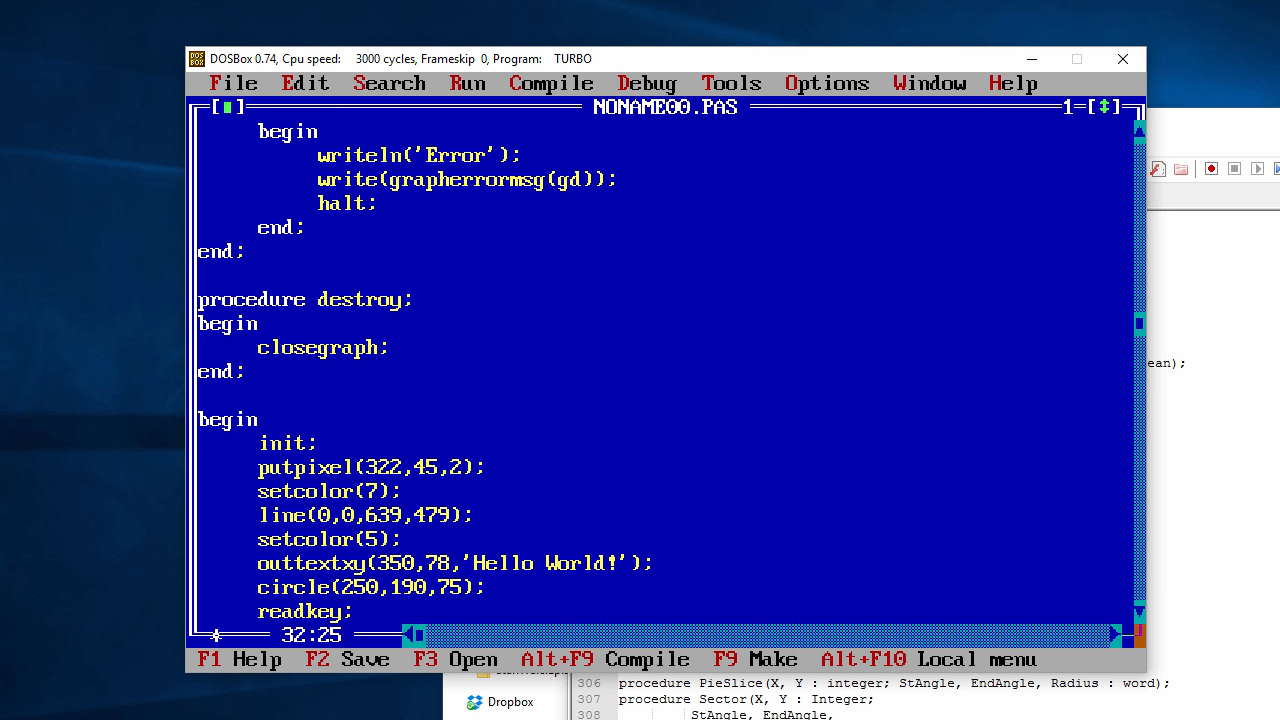 DOSBox 0.74, Cpu speed: 3000 cycles, Frameskip 0, Program: TURBO
File Edit Search Run Compile Debug Tools Options Window Help
[■] NONAME00.PAS 1=[↕]
begin
writeln('Error');
write(grapherrormsg(gd));
halt;
end;
end;
procedure destroy;
begin
closegraph;
end;
ean);
begin
init;
putpixel(322,45,2);
setcolor(7);
line(0,0,639,479);
setcolor(5);
outtextxy(350,78,'Hello World!');
circle(250,190,75);
readkey;
32:25
F1 Help F2 Save F3 Open Alt+F9 Compile F9 Make Alt+F10 Local menu
306 procedure PieSlice(X, Y : integer; StAngle, EndAngle, Radius : word);
Dropbox
307 procedure Sector(X, Y : Integer;
308 StAngle, EndAngle,